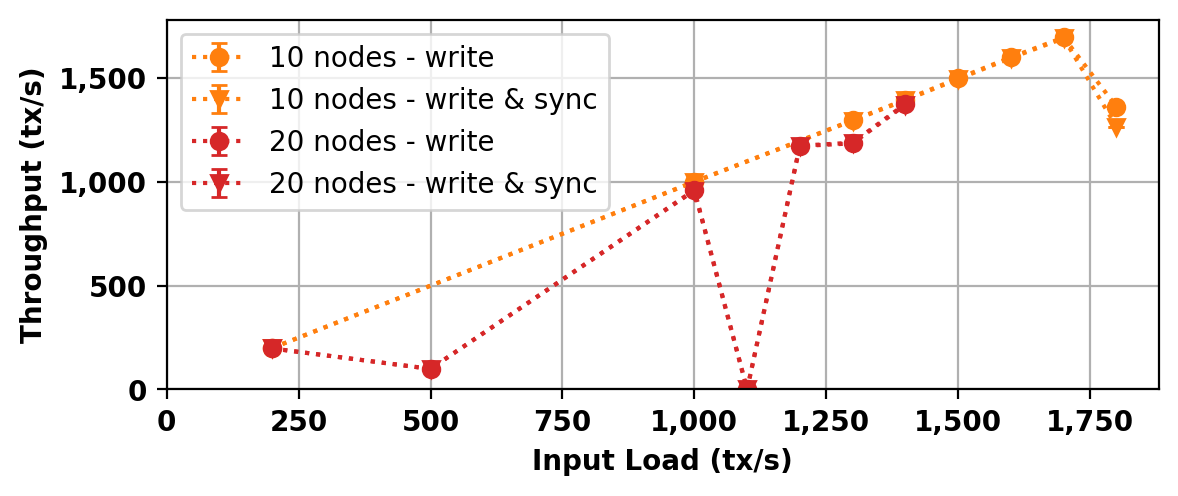 Throughput (tx/s)
1,500
1,000
500
0
10 nodes - write
10 nodes - write & sync
20 nodes - write
20 nodes - write & sync
0 250 500 750 1,000 1,250 1,500 1,750
Input Load (tx/s)